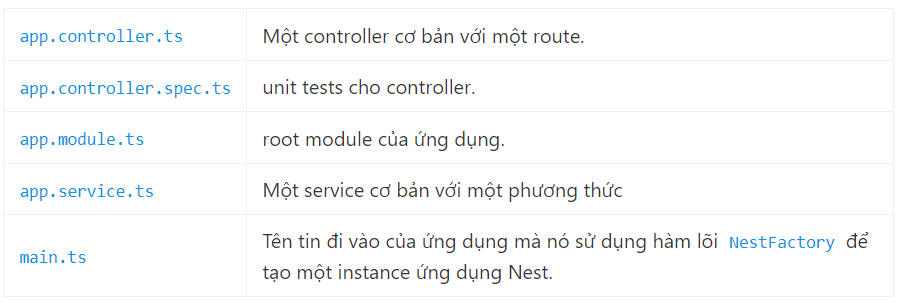 app.controller.ts Một controller cơ bản với một route.
app.controller.spec.ts unit tests cho controller.
app.module.ts root module của ứng dụng.
app.service.ts Một service cơ bản với một phương thức
main.ts Tên tin đi vào của ứng dụng mà nó sử dụng hàm lõi NestFactory để
tạo một instance ứng dụng Nest.